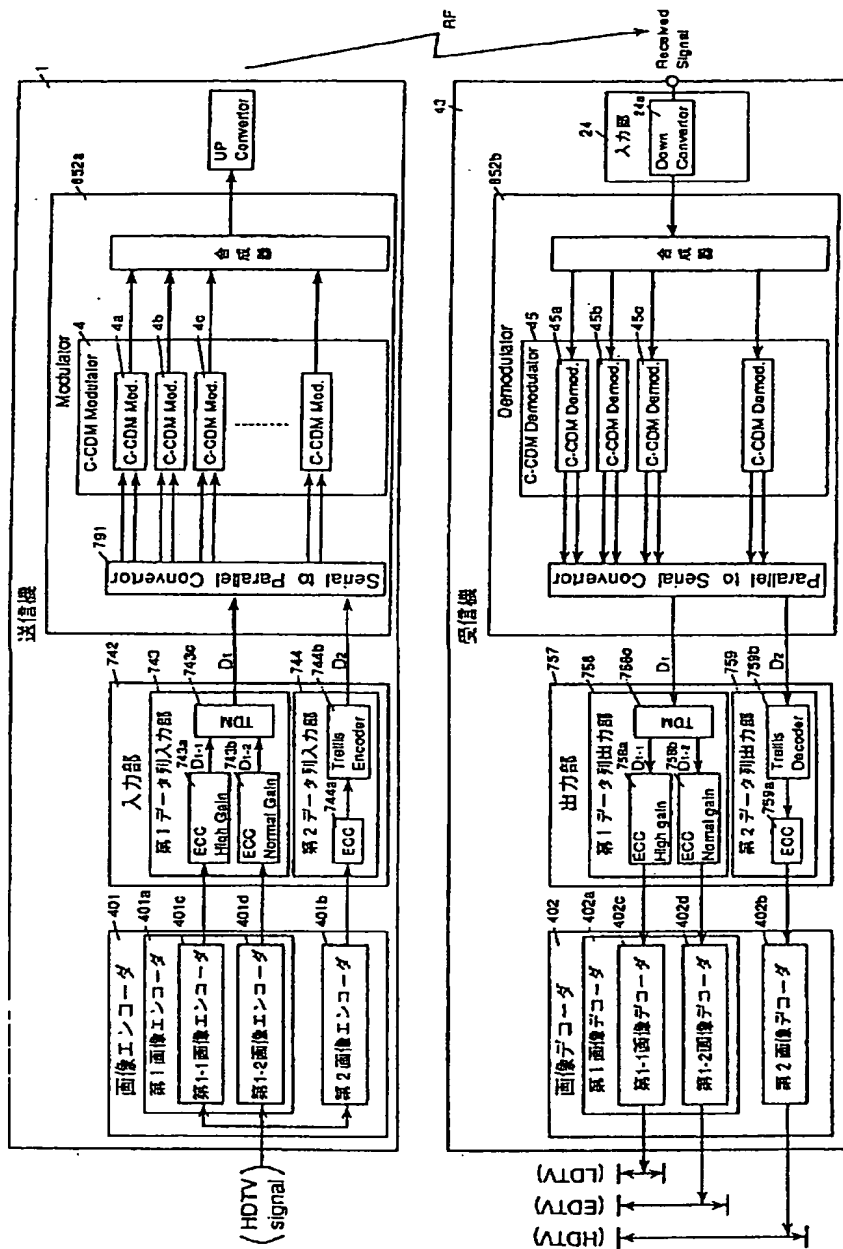 送信機
1
(HDTV signal)
画像エンコーダ
401
第1画像エンコーダ
401a
第1-1画像エンコーダ
401c
第1-2画像エンコーダ
401d
第2画像エンコーダ
401b
入力部
742
第1データ列入力部
743
ECC High Gain
743a
D1-1
ECC Normal Gain
743b
D1-2
TDM
743c
第2データ列入力部
744
ECC
744a
Trellis Encoder
744b
D1
D2
Modulator
852a
Serial to Parallel Convertor
791
C-CDM Modulator
4
C-CDM Mod.
4a
C-CDM Mod.
4b
C-CDM Mod.
4c
C-CDM Mod.
合成器
UP Convertor
RF
受信機
43
Received Signal
入力部
24
Down Convertor
24a
Demodulator
852b
合成器
C-CDM Demodulator
45
C-CDM Demod.
45a
C-CDM Demod.
45b
C-CDM Demod.
45c
C-CDM Demod.
Parallel to Serial Convertor
D1
D2
出力部
757
第1データ列出力部
758
TDM
758c
ECC High gain
758a
D1-1
ECC Nomal gain
758b
D1-2
第2データ列出力部
759
Trellis Decoder
759b
ECC
759a
画像デコーダ
402
第1画像デコーダ
402a
第1-1画像デコーダ
402c
第1-2画像デコーダ
402d
第2画像デコーダ
402b
(LDTV)
(EDTV)
(HDTV)